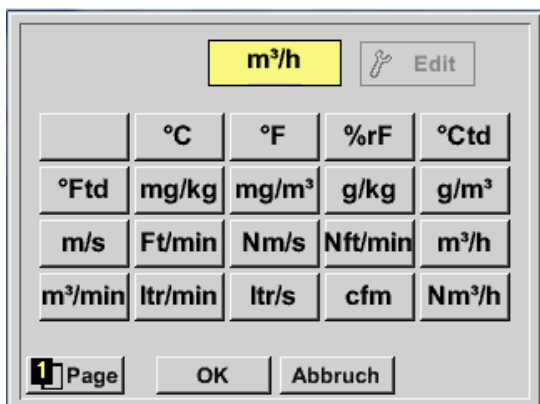 m³/h Edit
°C °F %rF °Ctd
°Ftd mg/kg mg/m³ g/kg g/m³
m/s Ft/min Nm/s Nft/min m³/h
m³/min ltr/min ltr/s cfm Nm³/h
1 Page OK Abbruch